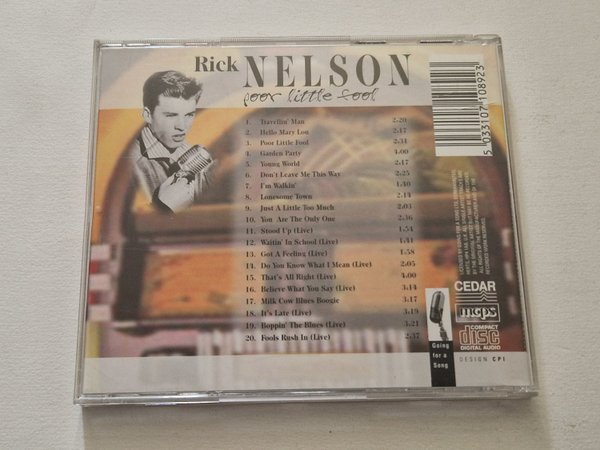 Rick NELSON
poor little fool
1. Travellin' Man 2.20
2. Hello Mary Lou 2.17
3. Poor Little Fool 2.31
4. Garden Party 4.00
5. Young World 2.17
6. Don't Leave Me This Way 2.25
7. I'm Walkin' 1.40
8. Lonesome Town 2.14
9. Just A Little Too Much 2.03
10. You Are The Only One 2.36
11. Stood Up (Live) 1.54
12. Waitin' In School (Live) 1.41
13. Got A Feeling (Live) 1.58
14. Do You Know What I Mean (Live) 2.05
15. That's All Right (Live) 4.00
16. Believe What You Say (Live) 3.14
17. Milk Cow Blues Boogie 3.17
18. It's Late (Live) 3.19
19. Boppin' The Blues (Live) 3.21
20. Fools Rush In (Live) 2.37
5 033107 108923
CEDAR
mcps
COMPACT
disc
DIGITAL AUDIO
Going
for a
Song
DESIGN CPI